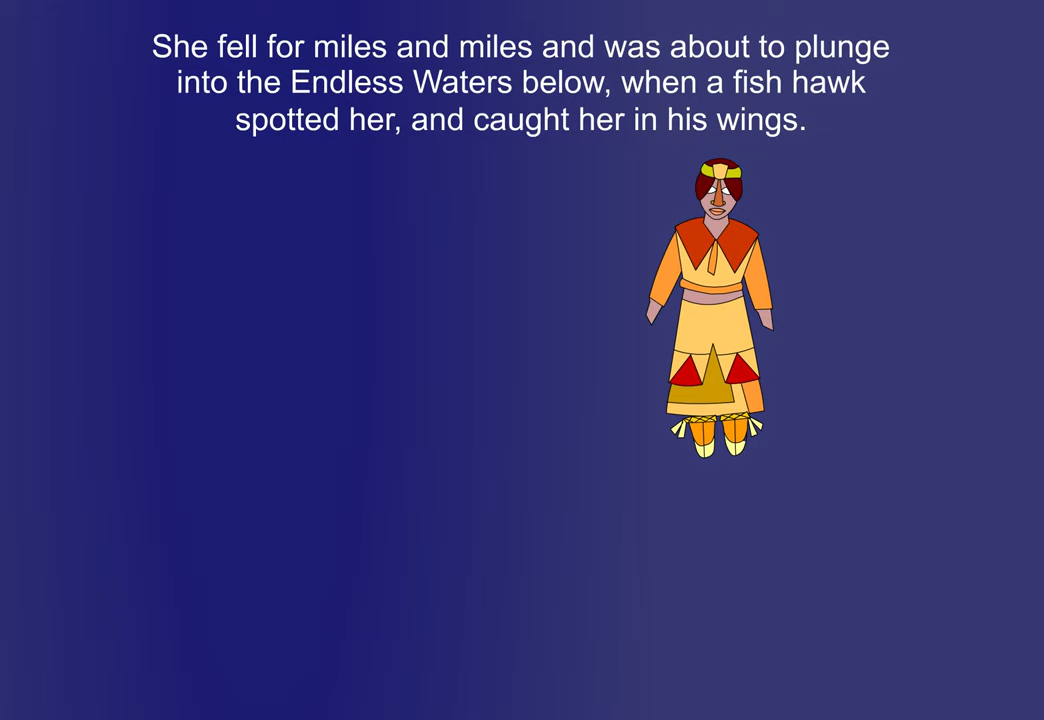 She fell for miles and miles and was about to plunge
into the Endless Waters below, when a fish hawk
spotted her, and caught her in his wings.